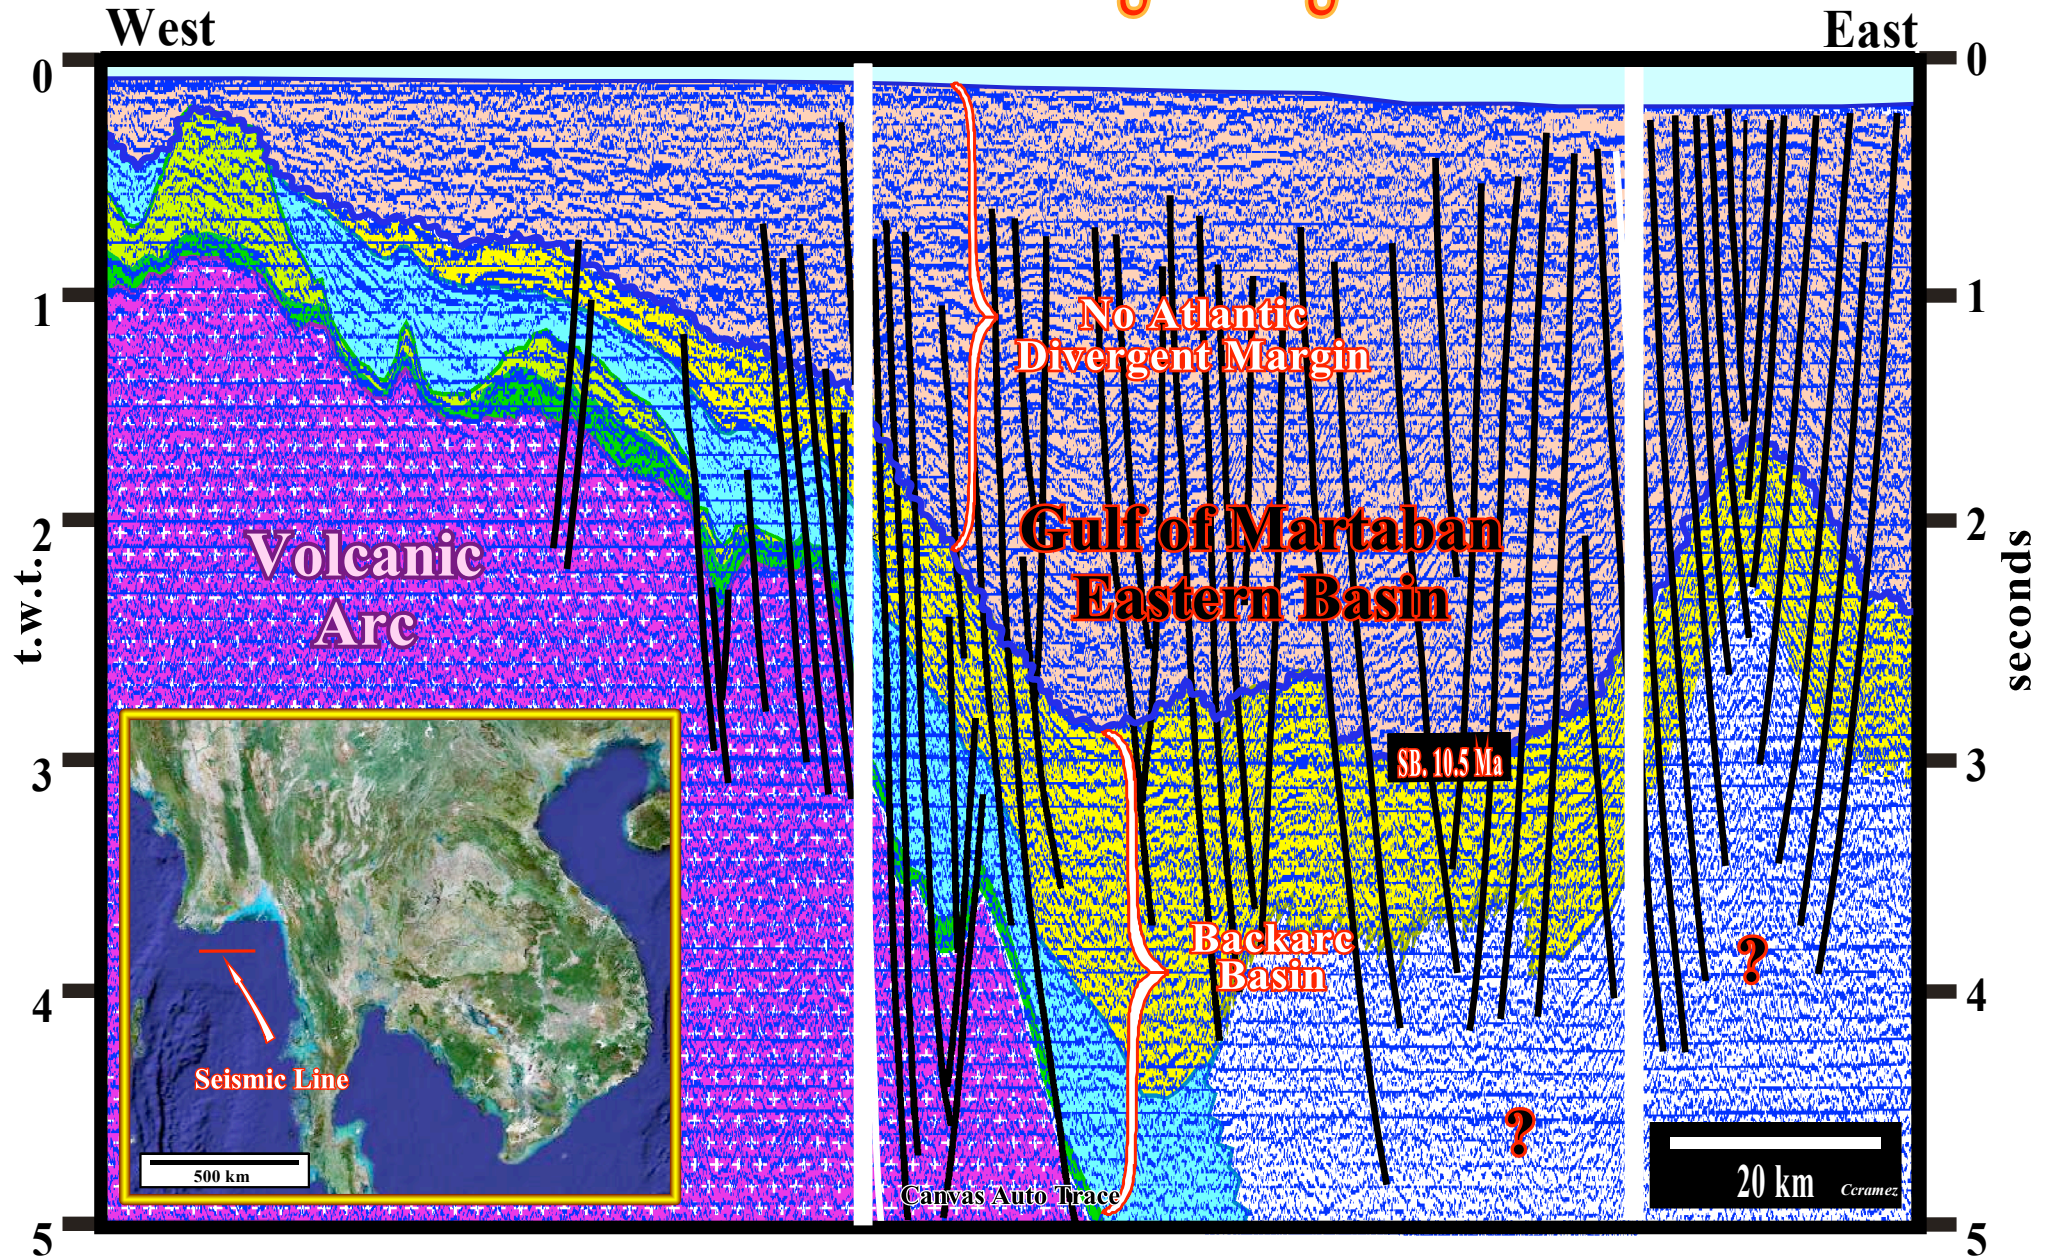 West
East
0
0
1
1
No Atlantic
Divergent Margin
2
2
Gulf of Martaban
Eastern Basin
Volcanic
Arc
t.w.t.
seconds
3
3
SB. 10.5 Ma
Backarc
Basin
?
4
4
Seismic Line
?
500 km
20 km
Ccramez
Canvas Auto Trace
5
5